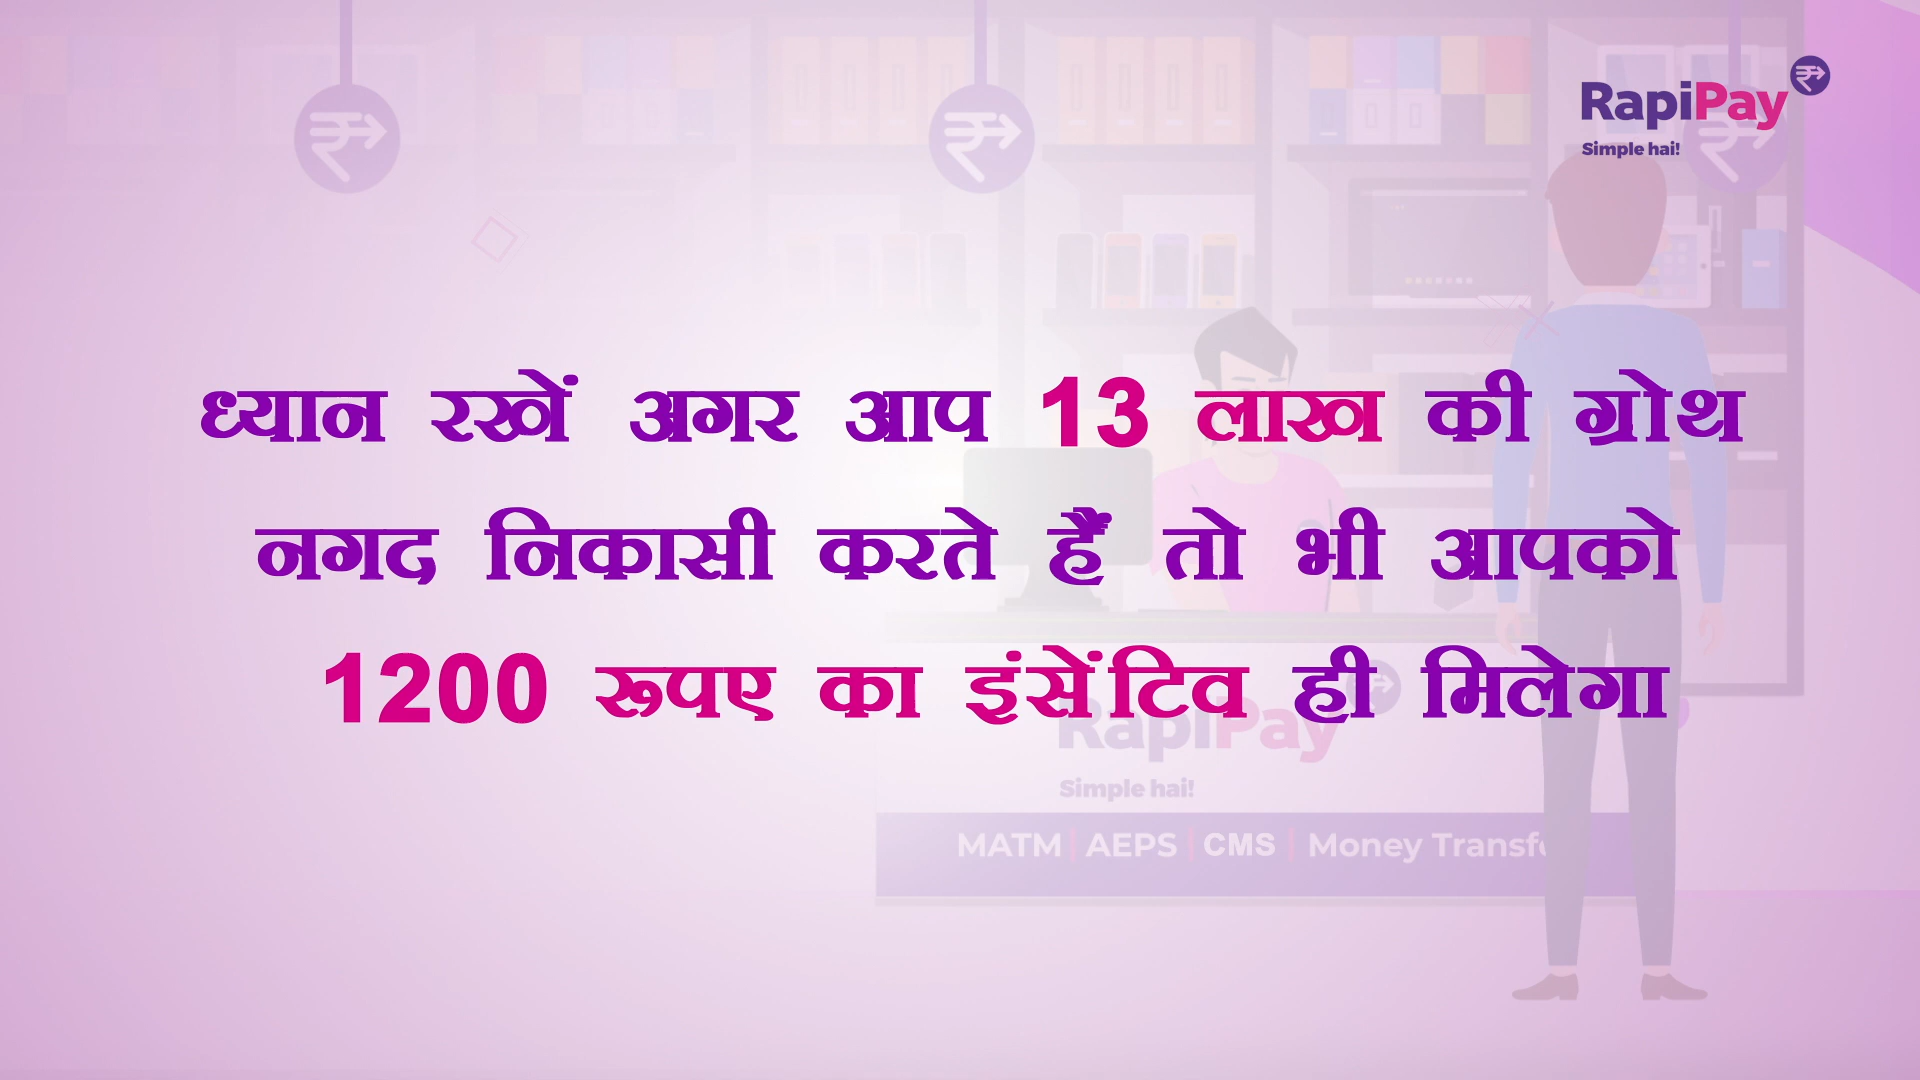 RapiPay
Simple hai!
ध्यान रखें अगर आप 13 लाख की ग्रोथ
नगद निकासी करते हैं तो भी आपको
1200 रूपए का इंसेंटिव ही मिलेगा
RapiPay
Simple hai!
MATM | AEPS | CMS | Money Transf